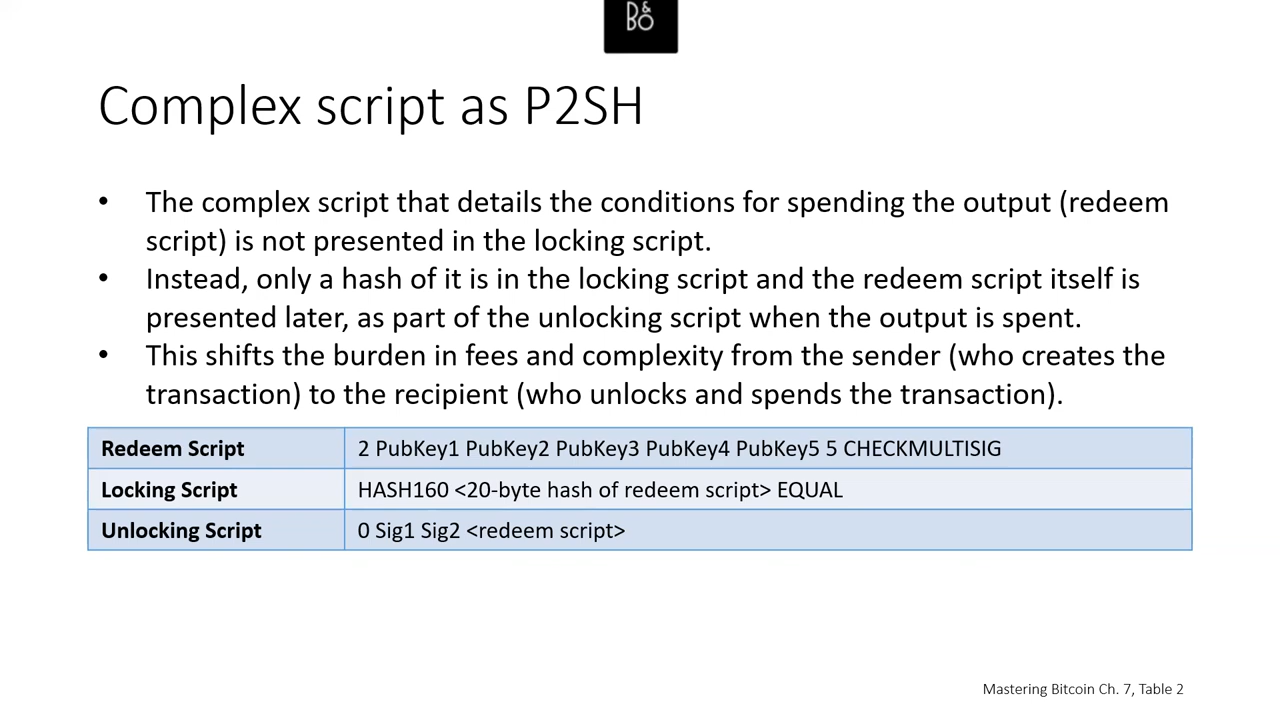 D&
BO
Complex script as P2SH
• The complex script that details the conditions for spending the output (redeem
script) is not presented in the locking script.
• Instead, only a hash of it is in the locking script and the redeem script itself is
presented later, as part of the unlocking script when the output is spent.
• This shifts the burden in fees and complexity from the sender (who creates the
transaction) to the recipient (who unlocks and spends the transaction).
Redeem Script 2 PubKey1 PubKey2 PubKey3 PubKey4 PubKey5 5 CHECKMULTISIG
Locking Script HASH160 <20-byte hash of redeem script> EQUAL
Unlocking Script 0 Sig1 Sig2 <redeem script>
Mastering Bitcoin Ch. 7, Table 2